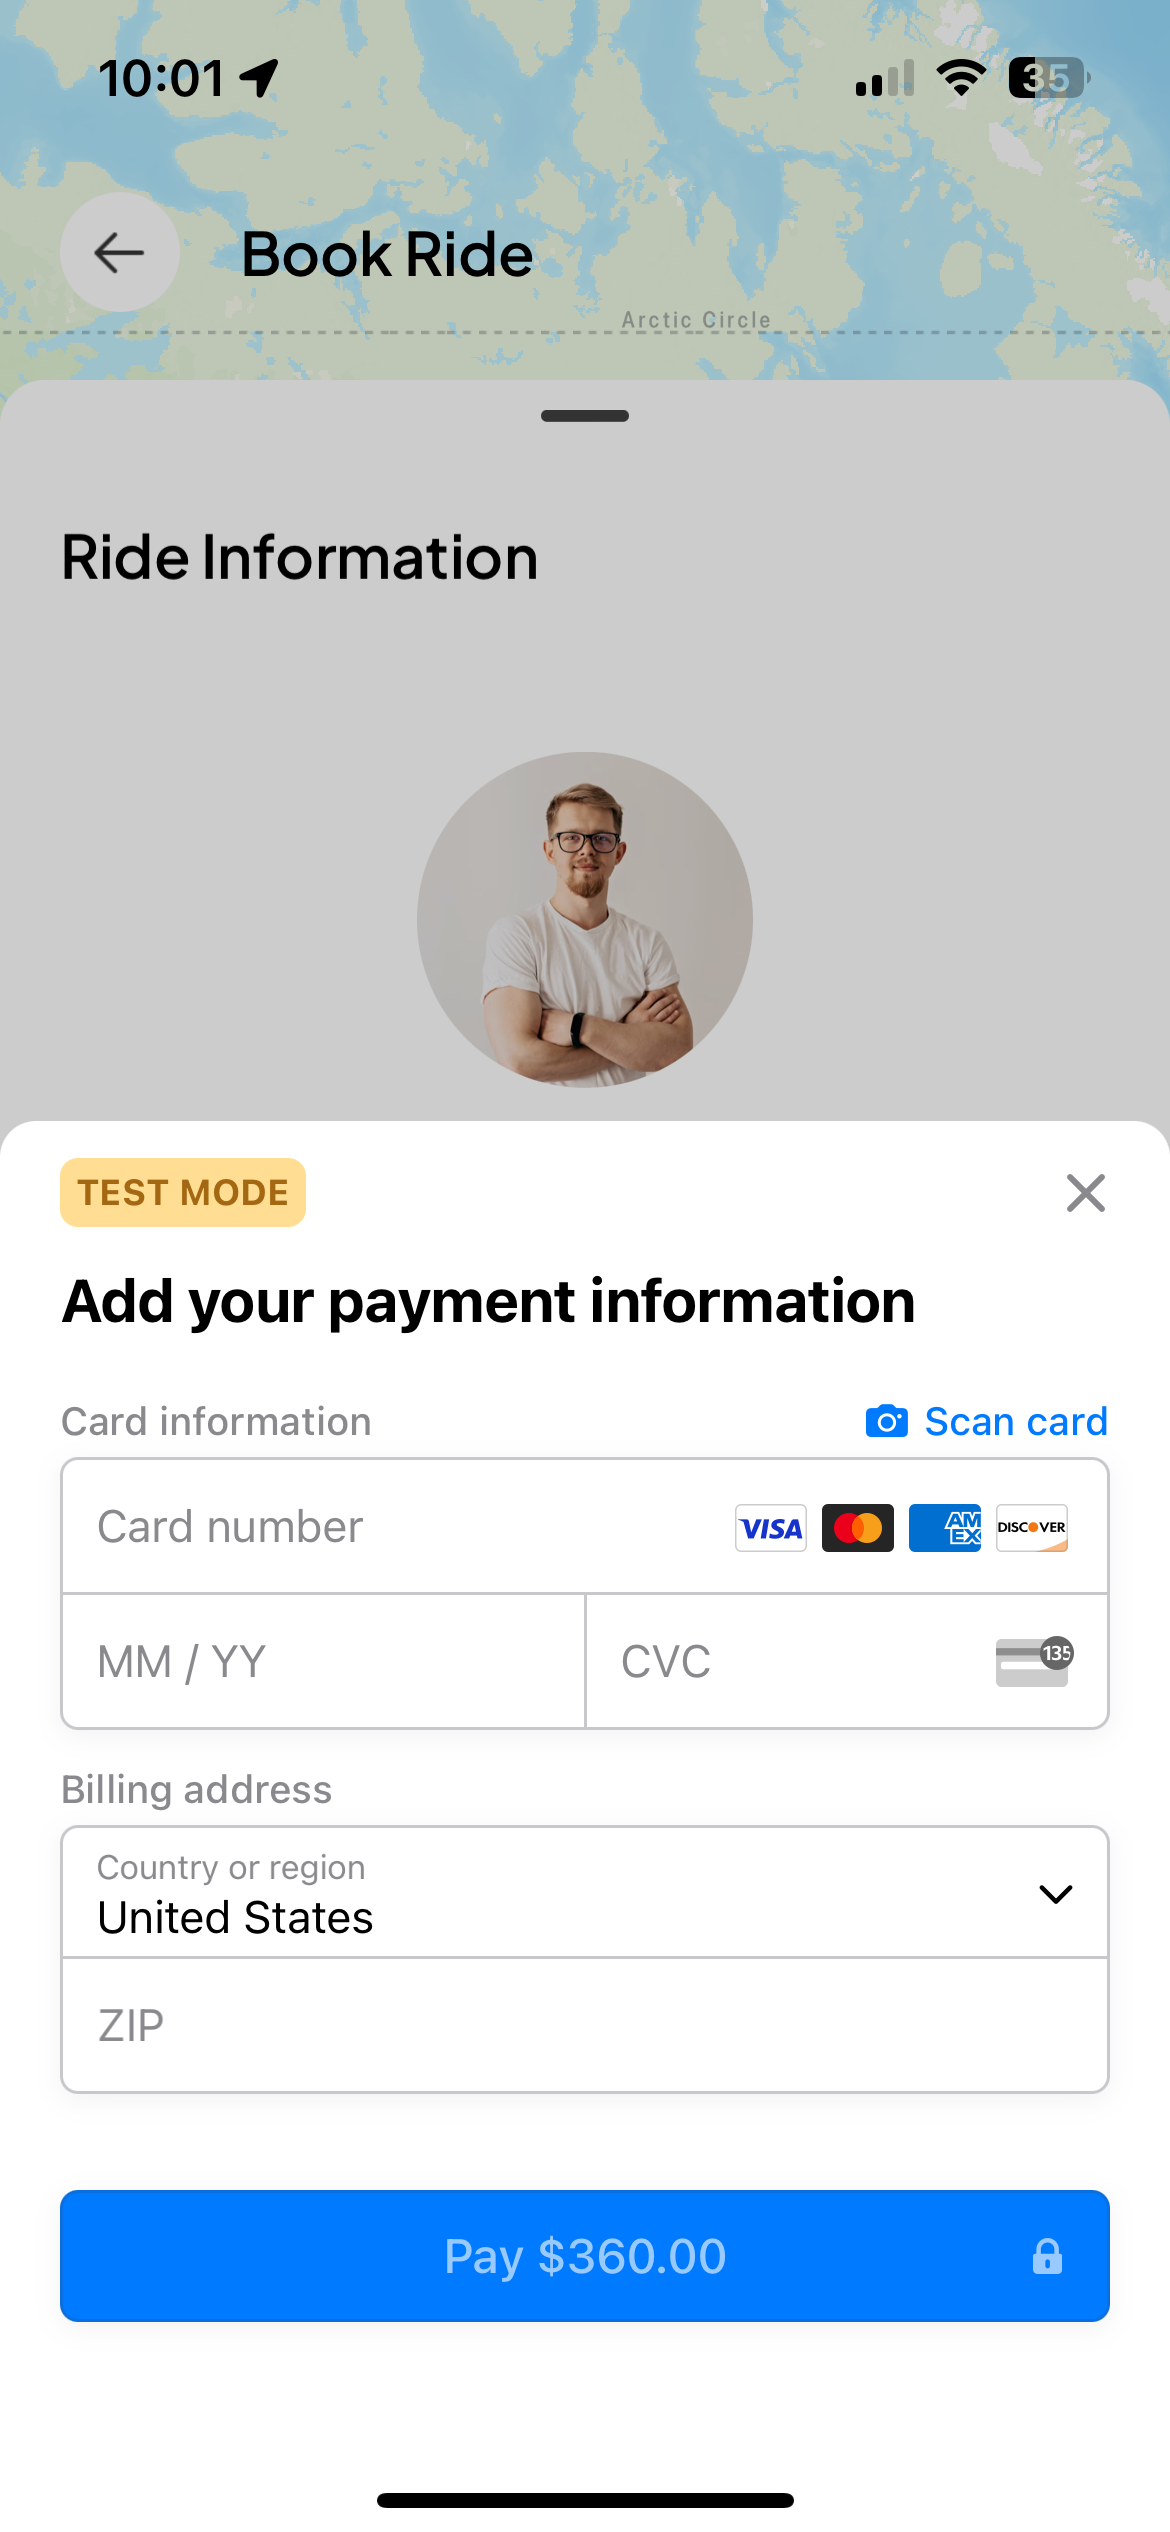 10:01
35
Book Ride
Arctic Circle
Ride Information
TEST MODE
Add your payment information
Card information
Scan card
Card number
VISA
AM
EX
DISCOVER
MM / YY
CVC
135
Billing address
Country or region
United States
ZIP
Pay $360.00